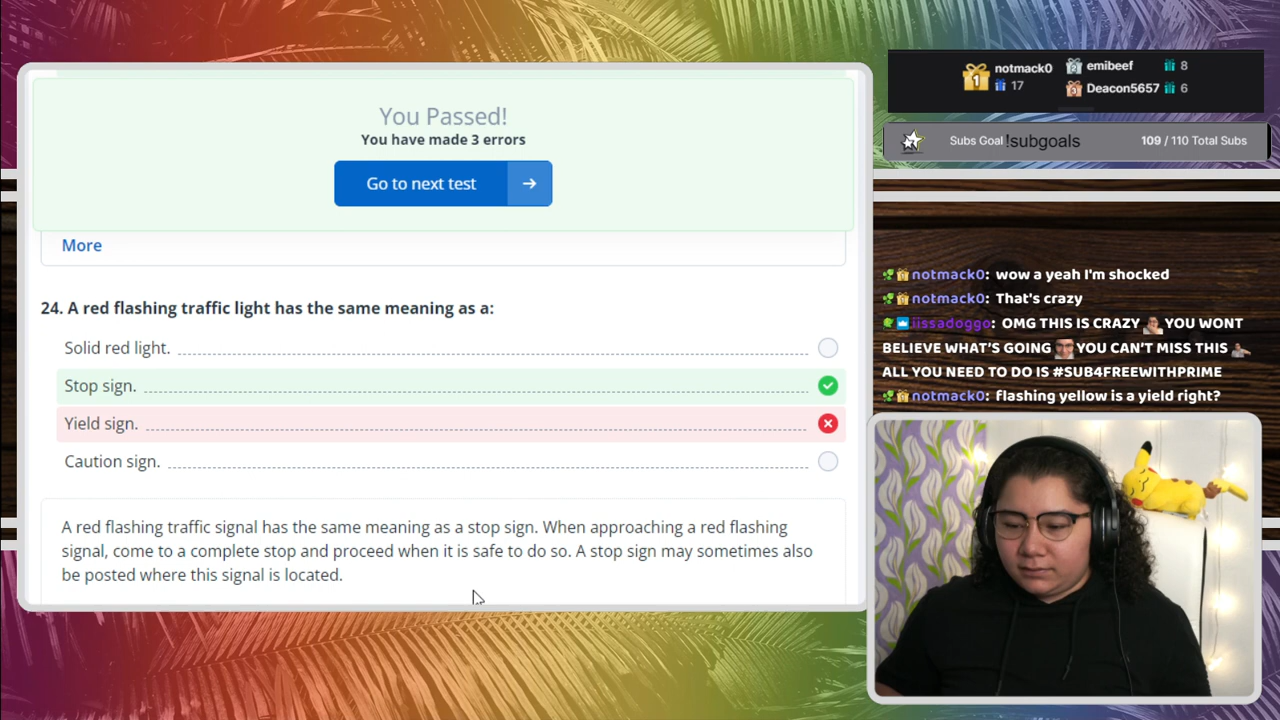 You Passed!
You have made 3 errors
Go to next test
More
24. A red flashing traffic light has the same meaning as a:
Solid red light.
Stop sign.
Yield sign.
Caution sign.
A red flashing traffic signal has the same meaning as a stop sign. When approaching a red flashing
signal, come to a complete stop and proceed when it is safe to do so. A stop sign may sometimes also
be posted where this signal is located.
1 notmack0 17
2 emibeef 8
3 Deacon5657 6
Subs Goal !subgoals 109 / 110 Total Subs
notmack0: wow a yeah I'm shocked
notmack0: That's crazy
iissadoggo: OMG THIS IS CRAZY YOU WONT
BELIEVE WHAT'S GOING YOU CAN'T MISS THIS
ALL YOU NEED TO DO IS #SUB4FREEWITHPRIME
notmack0: flashing yellow is a yield right?